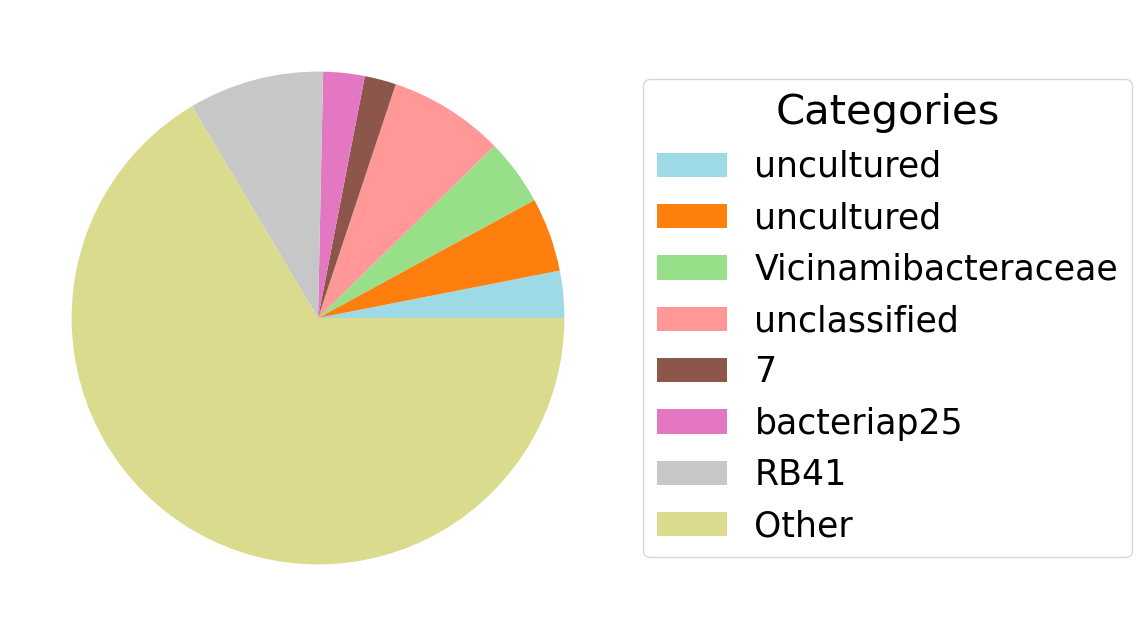 Categories
uncultured
uncultured
Vicinamibacteraceae
unclassified
7
bacteriap25
RB41
Other